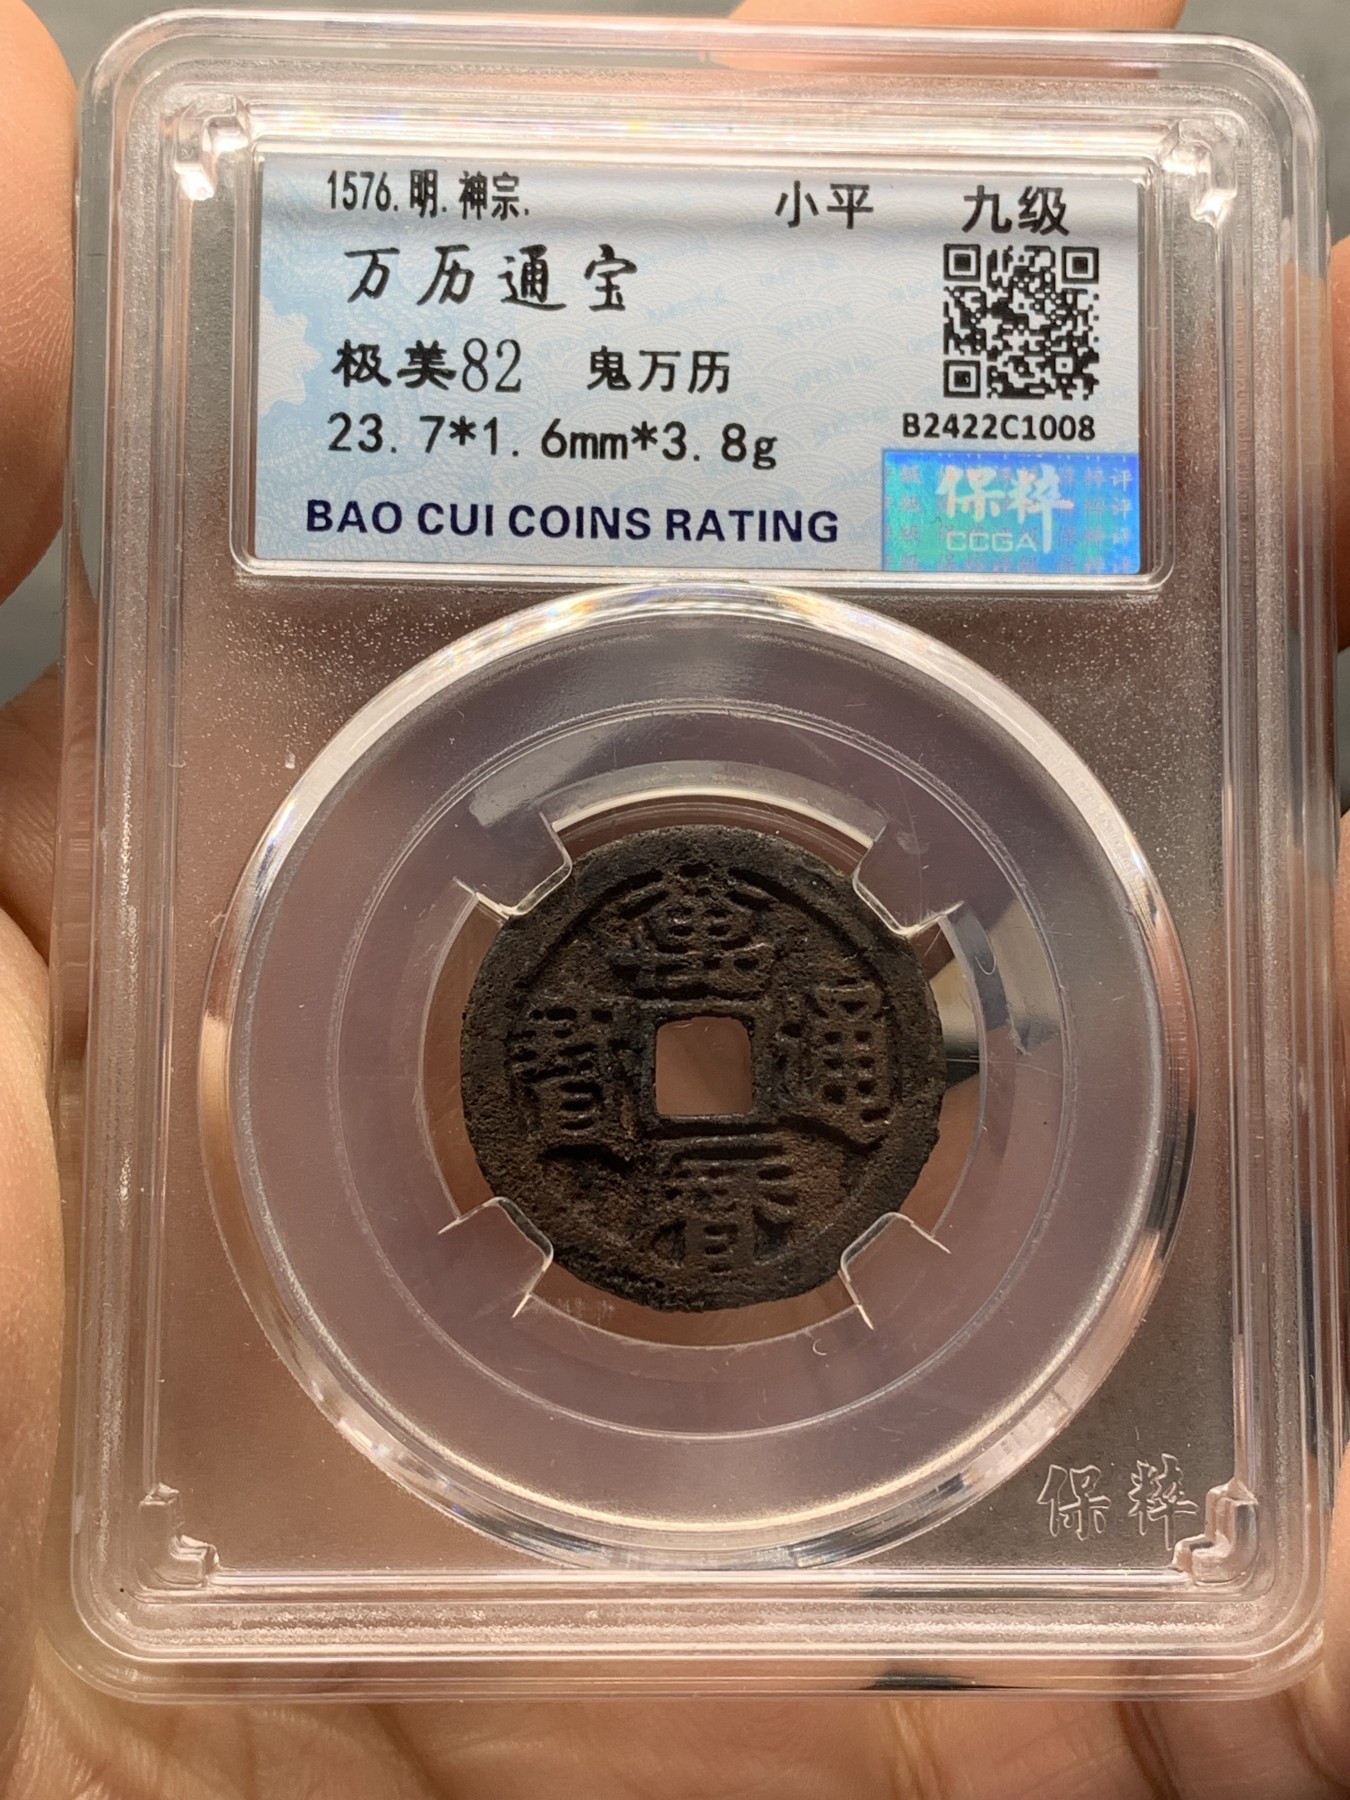 1576.明.神宗.
小平 九级
万历通宝
极美82 鬼万历
23.7*1.6mm*3.8g
B2422C1008
BAO CUI COINS RATING
保粹
CCGA
保粹